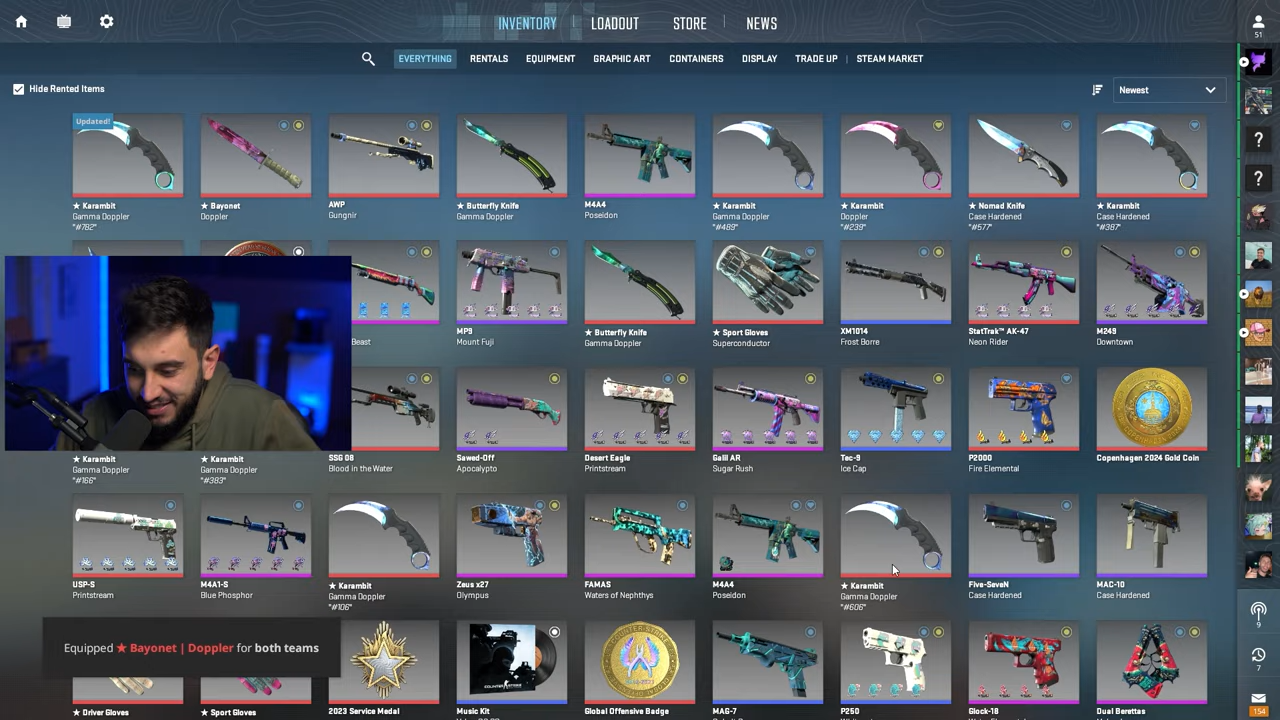 INVENTORY
LOADOUT
STORE
NEWS
51
EVERYTHING
RENTALS
EQUIPMENT
GRAPHIC ART
CONTAINERS
DISPLAY
TRADE UP
STEAM MARKET
Hide Rented Items
Newest
Updated!
★ Karambit
Gamma Doppler
"#782"
★ Bayonet
Doppler
AWP
Gungnir
★ Butterfly Knife
Gamma Doppler
M4A4
Poseidon
★ Karambit
Gamma Doppler
"#489"
★ Karambit
Doppler
"#239"
★ Nomad Knife
Case Hardened
"#577"
★ Karambit
Case Hardened
"#387"
Beast
MP9
Mount Fuji
★ Butterfly Knife
Gamma Doppler
★ Sport Gloves
Superconductor
XM1014
Frost Borre
StatTrak™ AK-47
Neon Rider
M249
Downtown
★ Karambit
Gamma Doppler
"#166"
★ Karambit
Gamma Doppler
"#383"
SSG 08
Blood in the Water
Sawed-Off
Apocalypto
Desert Eagle
Printstream
Galil AR
Sugar Rush
Tec-9
Ice Cap
P2000
Fire Elemental
Copenhagen 2024 Gold Coin
USP-S
Printstream
M4A1-S
Blue Phosphor
★ Karambit
Gamma Doppler
"#106"
Zeus x27
Olympus
FAMAS
Waters of Nephthys
M4A4
Poseidon
★ Karambit
Gamma Doppler
"#606"
Five-SeveN
Case Hardened
MAC-10
Case Hardened
9
Equipped ★ Bayonet | Doppler for both teams
7
★ Driver Gloves
★ Sport Gloves
2023 Service Medal
Music Kit
Global Offensive Badge
MAG-7
P250
Glock-18
Dual Berettas
154